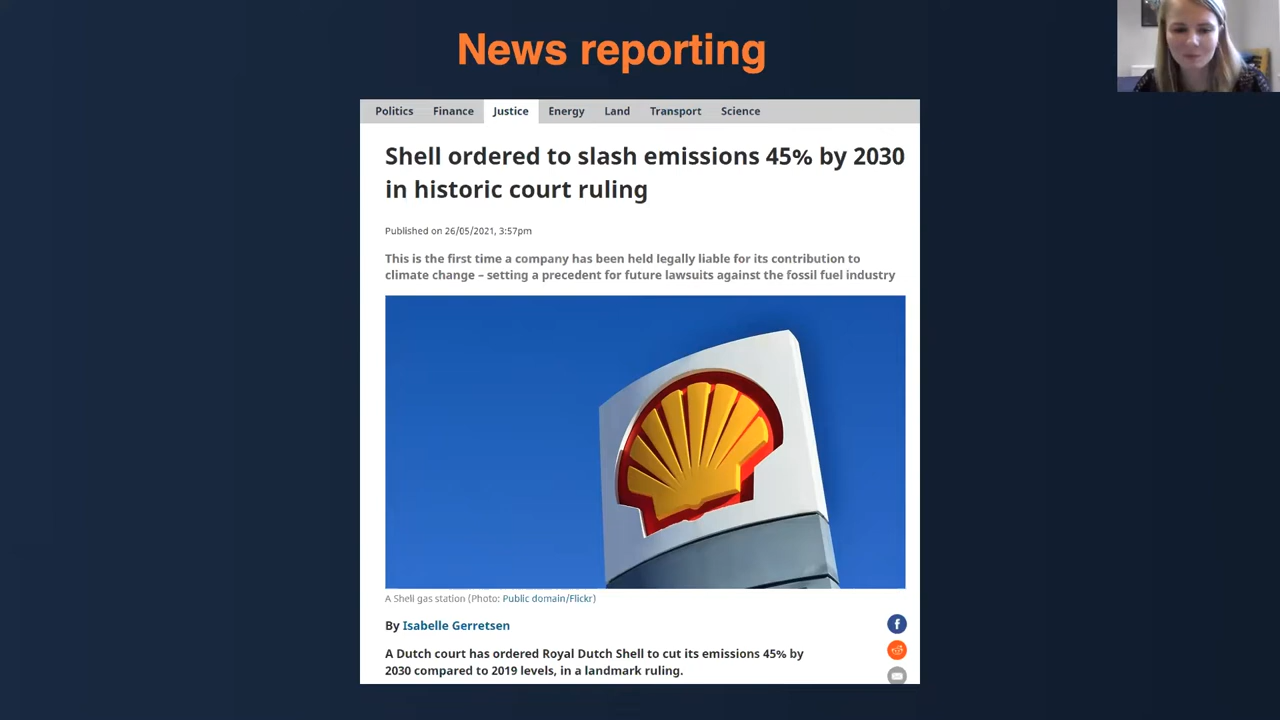 News reporting
Politics Finance Justice Energy Land Transport Science
Shell ordered to slash emissions 45% by 2030
in historic court ruling
Published on 26/05/2021, 3:57pm
This is the first time a company has been held legally liable for its contribution to
climate change – setting a precedent for future lawsuits against the fossil fuel industry
A Shell gas station (Photo: Public domain/Flickr)
By Isabelle Gerretsen
A Dutch court has ordered Royal Dutch Shell to cut its emissions 45% by
2030 compared to 2019 levels, in a landmark ruling.